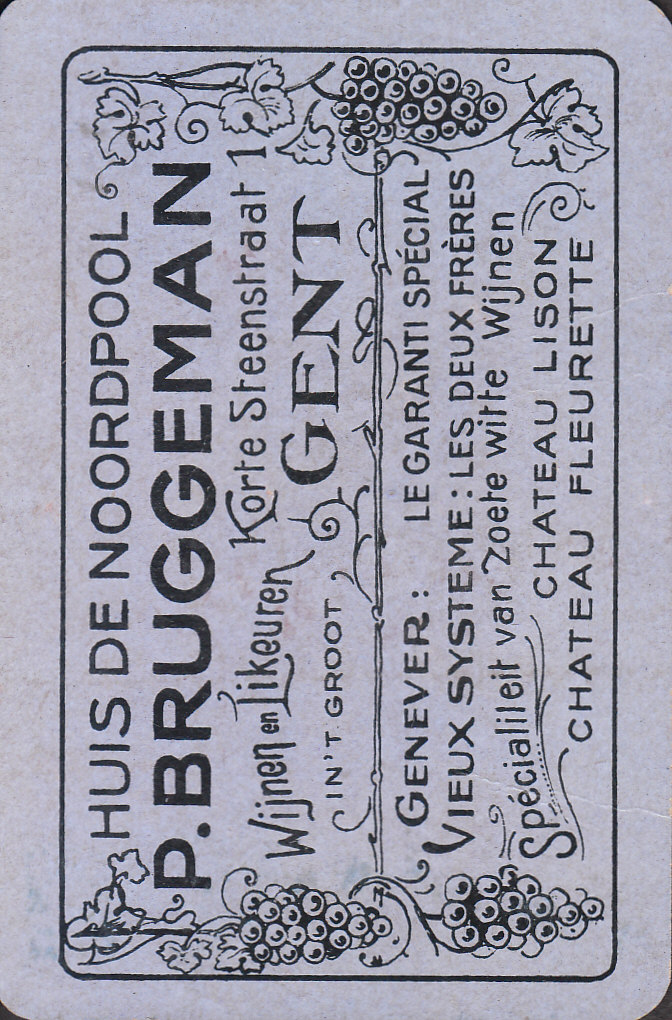 HUIS DE NOORDPOOL
P. BRUGGEMAN
Wijnen en Likeuren Korte Steenstraat 1
IN'T GROOT GENT
GENEVER: LE GARANTI SPÉCIAL
VIEUX SYSTEME: LES DEUX FRÈRES
Spécialileit van Zoete witte Wijnen
CHATEAU LISON
CHATEAU FLEURETTE